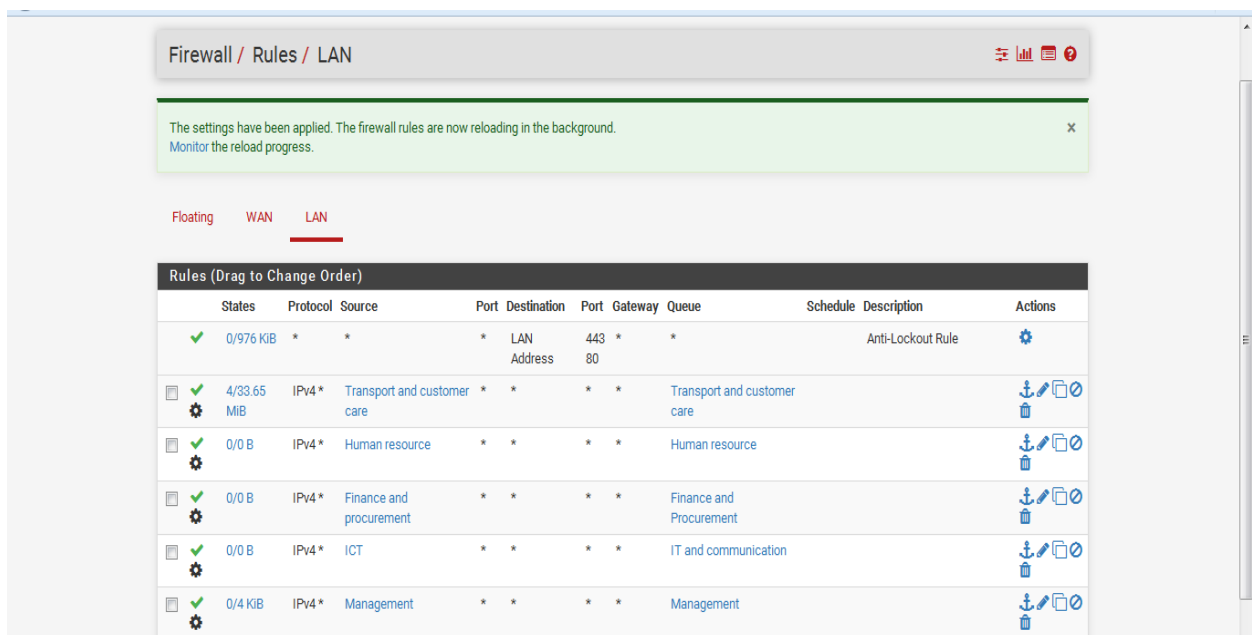 Firewall / Rules / LAN
The settings have been applied. The firewall rules are now reloading in the background.
Monitor the reload progress.
×
Floating WAN LAN
Rules (Drag to Change Order)
States Protocol Source Port Destination Port Gateway Queue Schedule Description Actions
0/976 KiB * * * LAN 443 * * Anti-Lockout Rule
Address 80
4/33.65 IPv4 * Transport and customer * * * * Transport and customer
MiB care care
0/0 B IPv4 * Human resource * * * * Human resource
0/0 B IPv4 * Finance and * * * * Finance and
procurement Procurement
0/0 B IPv4 * ICT * * * * IT and communication
0/4 KiB IPv4 * Management * * * * Management